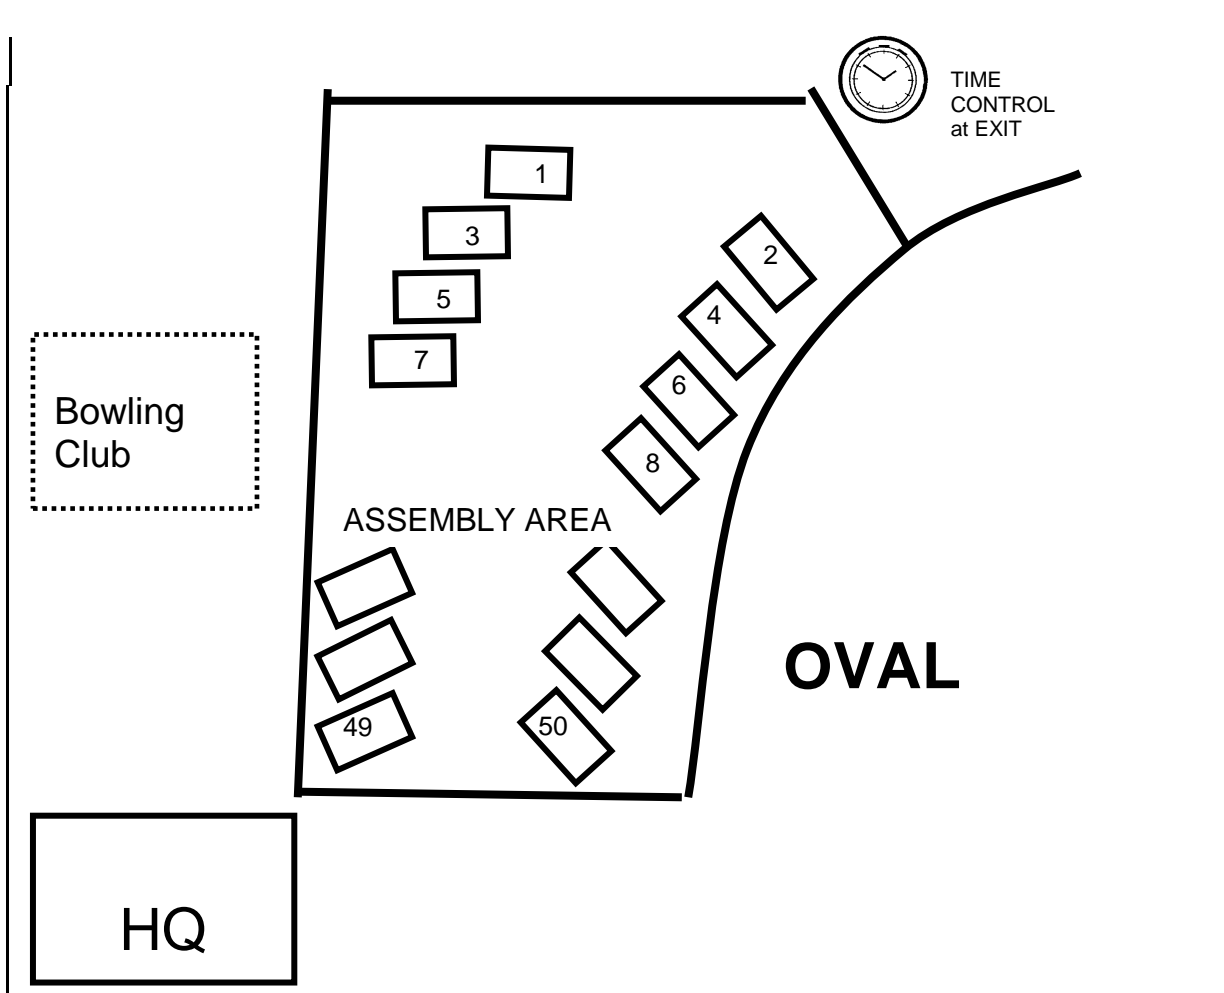 TIME
CONTROL
at EXIT
1
3
2
5
4
7
6
Bowling
Club
8
ASSEMBLY AREA
OVAL
49
50
HQ